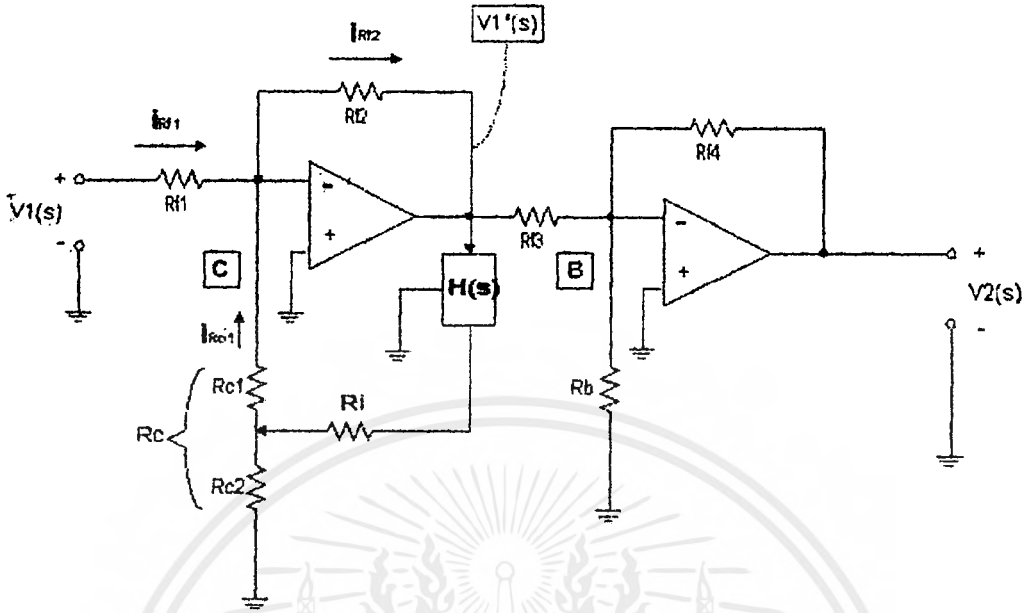 V1'(s)
iRf2
Rf2
iRf1
Rf4
+
Rf1
V1(s)
-
-
+
Rf3
-
+
+
V2(s)
-
C
B
H(s)
iRc1
Rc1
Ri
Rb
Rc
Rc2